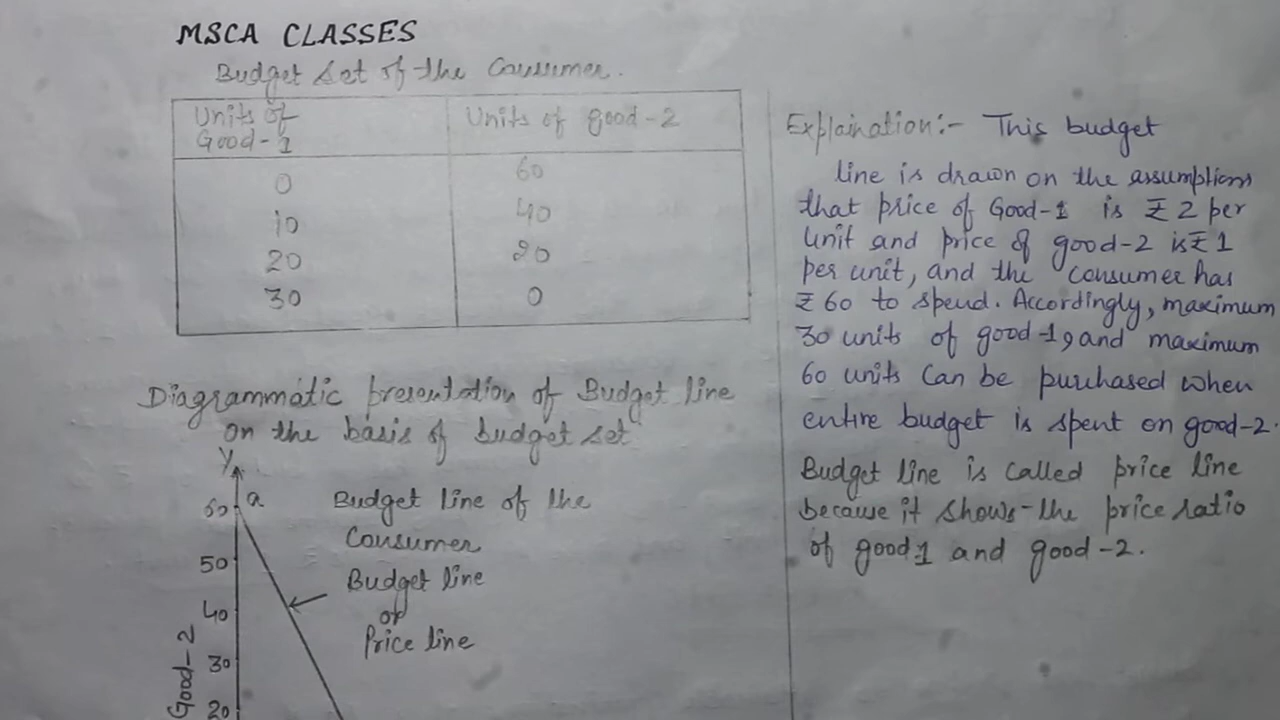 MSCA CLASSES
Budget set of the Consumer.
Units of Good-1 Units of good-2
0 60
10 40
20 20
30 0
Diagrammatic presentation of Budget line
on the basis of budget set
Y
60 a
50
40
30
20
Good-2
Budget line of the
Consumer
Budget line
or
Price line
Explaination:- This budget
line is drawn on the assumptions
that price of Good-1 is ₹ 2 per
unit and price of good-2 is ₹ 1
per unit, and the consumer has
₹ 60 to spend. Accordingly, maximum
30 units of good-1, and maximum
60 units can be purchased when
entire budget is spent on good-2.
Budget line is called price line
because it shows the price ratio
of good1 and good-2.